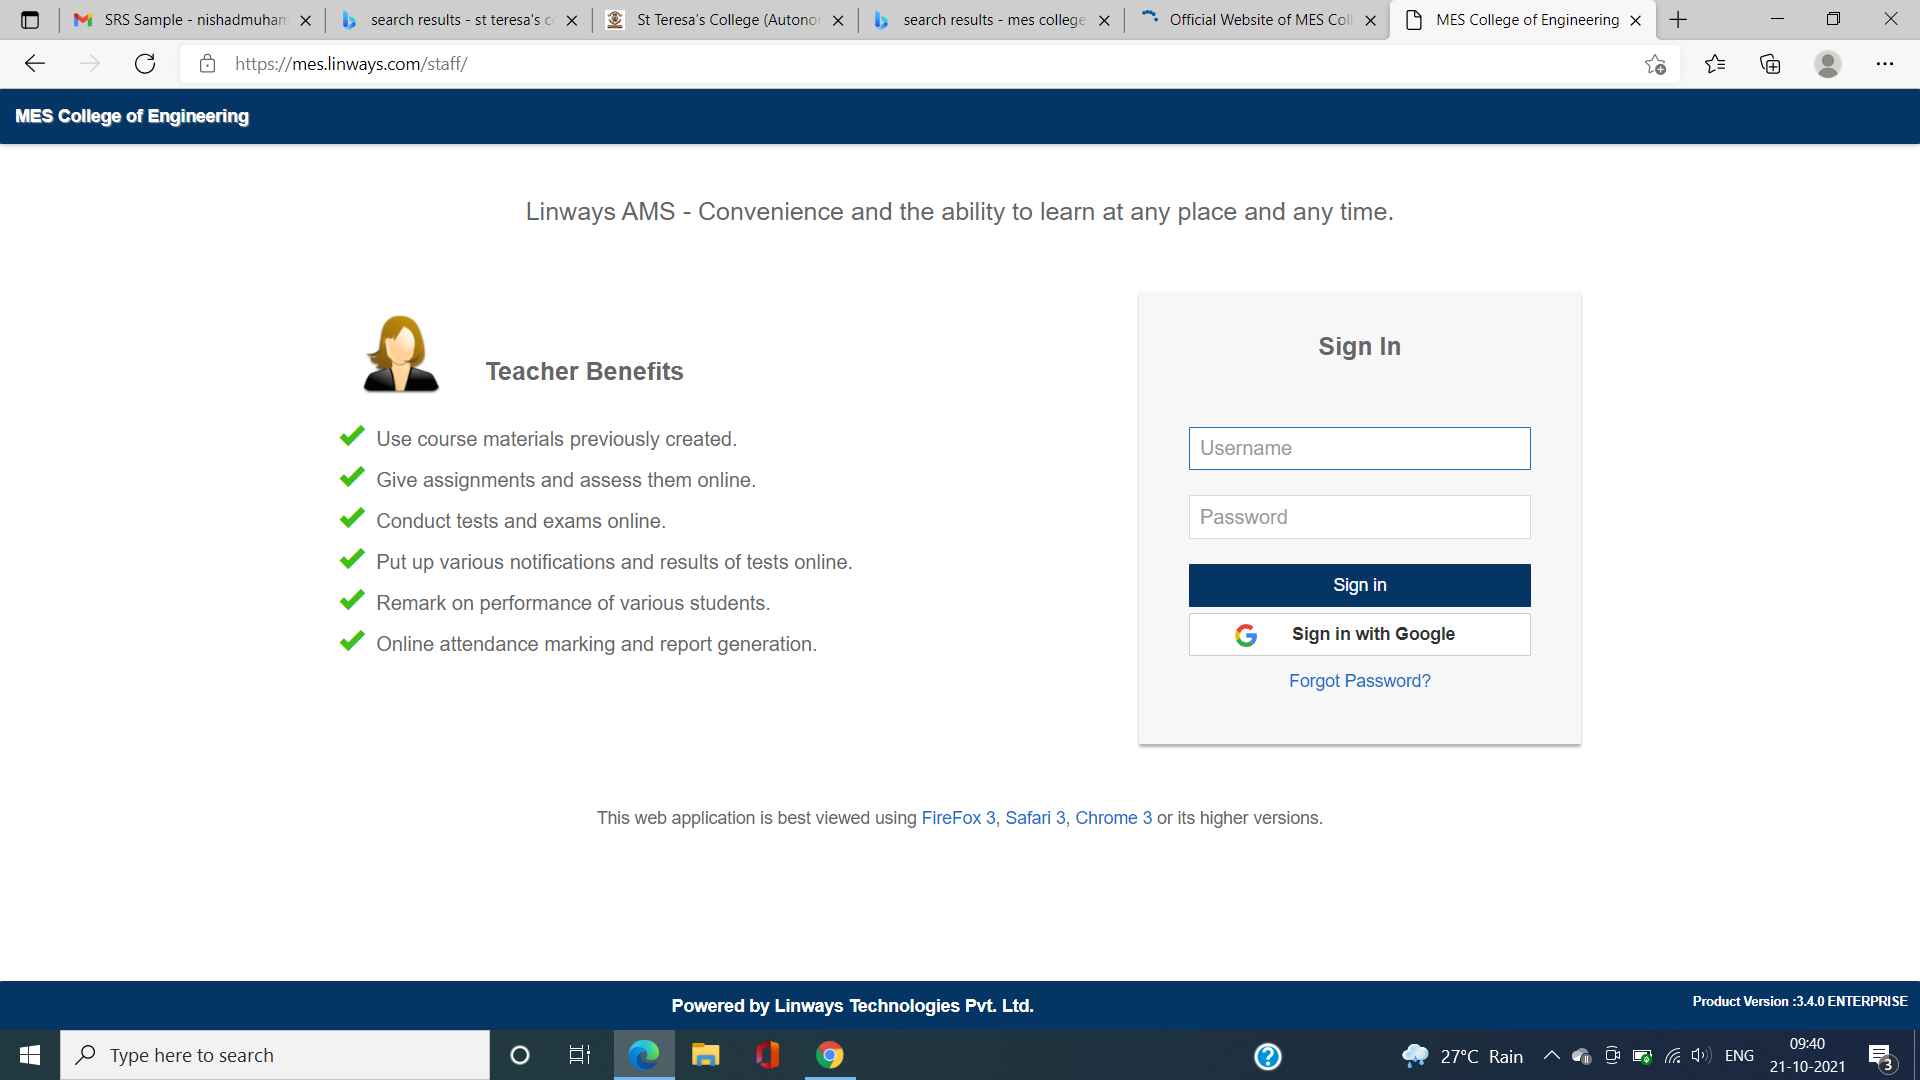 SRS Sample - nishadmuham
search results - st teresa's c
St Teresa's College (Autono
search results - mes college
Official Website of MES Coll
MES College of Engineering
https://mes.linways.com/staff/
MES College of Engineering
Linways AMS - Convenience and the ability to learn at any place and any time.
Teacher Benefits
Use course materials previously created.
Give assignments and assess them online.
Conduct tests and exams online.
Put up various notifications and results of tests online.
Remark on performance of various students.
Online attendance marking and report generation.
Sign In
Username
Password
Sign in
Sign in with Google
Forgot Password?
This web application is best viewed using FireFox 3, Safari 3, Chrome 3 or its higher versions.
Powered by Linways Technologies Pvt. Ltd.
Product Version :3.4.0 ENTERPRISE
Type here to search
27°C Rain
ENG
09:40
21-10-2021
3